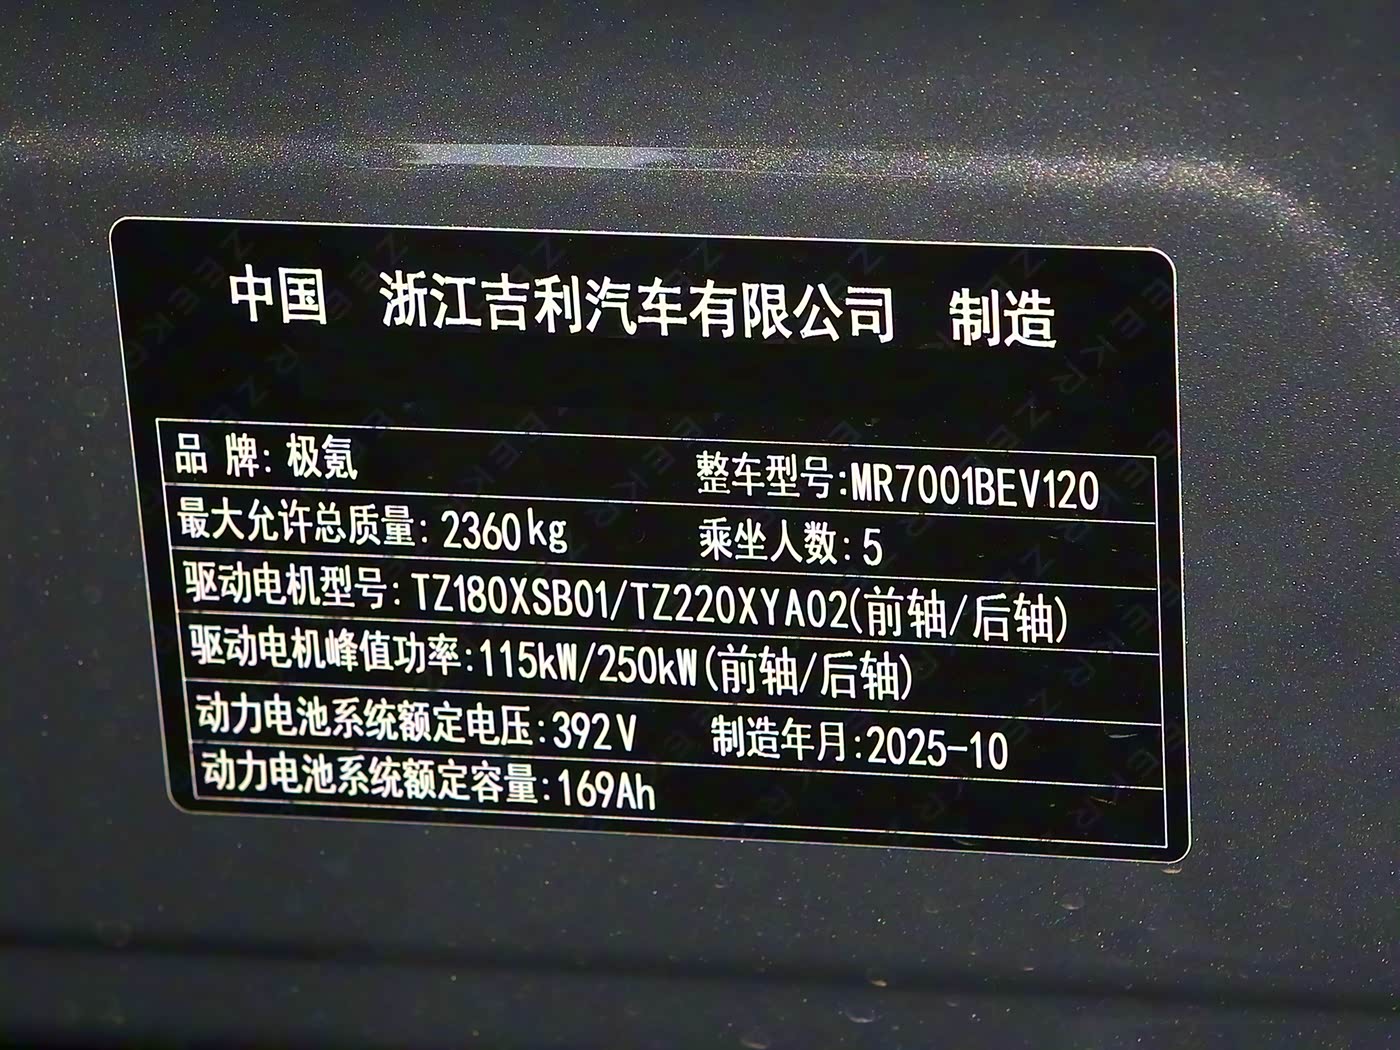 中国 浙江吉利汽车有限公司 制造
品 牌: 极氪 整车型号:MR7001BEV120
最大允许总质量: 2360kg 乘坐人数: 5
驱动电机型号: TZ180XSB01/TZ220XYA02(前轴/后轴)
驱动电机峰值功率:115kW/250kW(前轴/后轴)
动力电池系统额定电压:392V 制造年月:2025-10
动力电池系统额定容量:169Ah